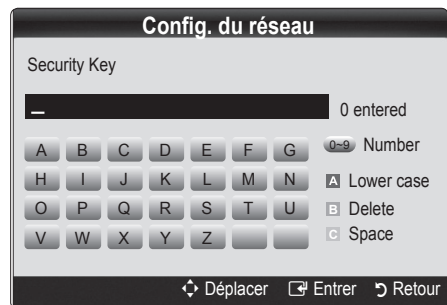 Config. du réseau
Security Key
_
0 entered
A B C D E F G
0~9 Number
H I J K L M N
A Lower case
O P Q R S T U
B Delete
V W X Y Z
C Space
Déplacer Entrer Retour